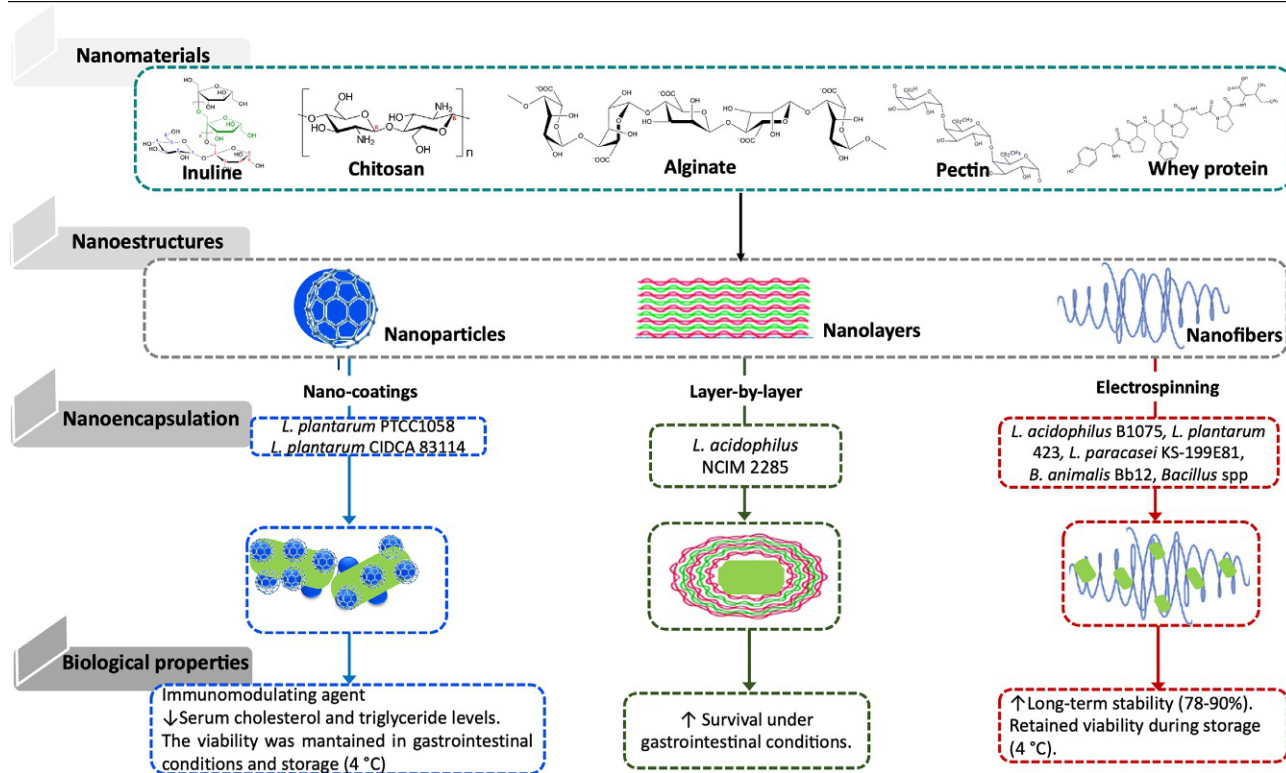 Nanomaterials
Inuline
Chitosan
n
Alginate
Pectin
Whey protein
Nanoestructures
Nanoparticles
Nanolayers
Nanofibers
Nanoencapsulation
Nano-coatings
L. plantarum PTCC1058
L. plantarum CIDCA 83114
Layer-by-layer
L. acidophilus
NCIM 2285
Electrospinning
L. acidophilus B1075, L. plantarum
423, L. paracasei KS-199E81,
B. animalis Bb12, Bacillus spp
Biological properties
Immunomodulating agent
↓Serum cholesterol and triglyceride levels.
The viability was mantained in gastrointestinal
conditions and storage (4 °C)
↑ Survival under
gastrointestinal conditions.
↑Long-term stability (78-90%).
Retained viability during storage
(4 °C).